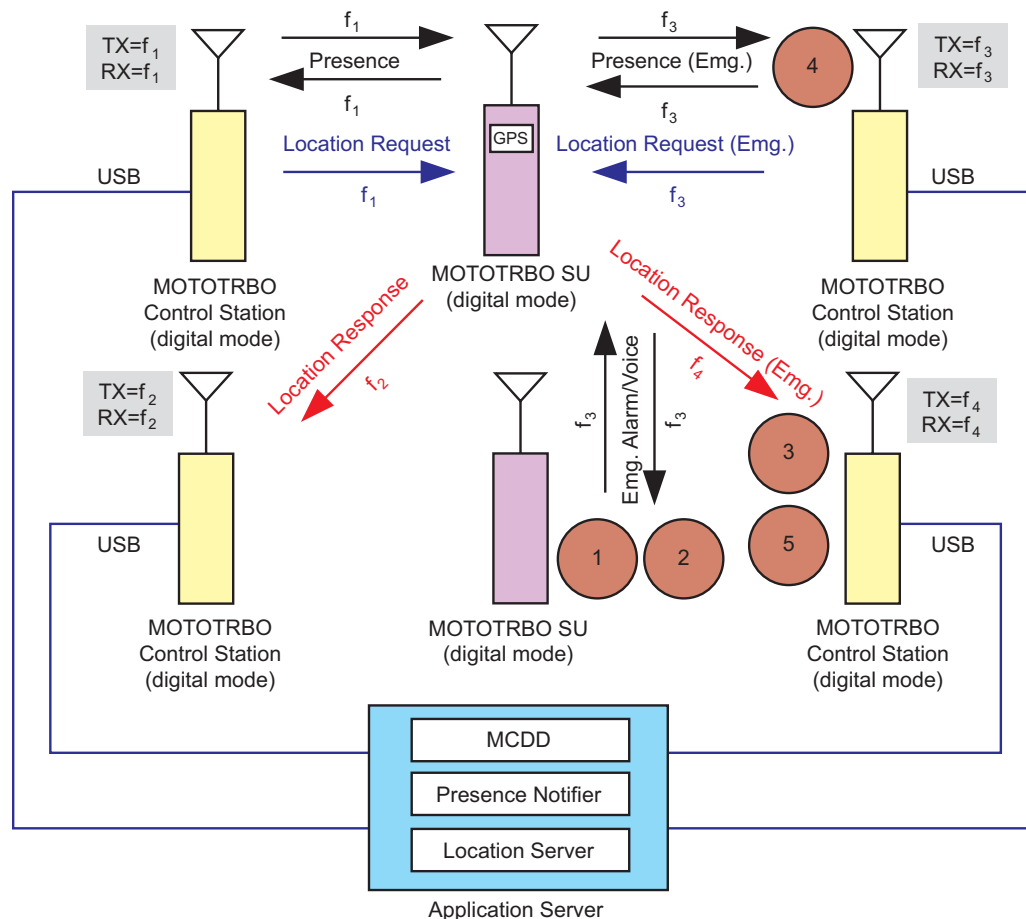 TX=f1
RX=f1
f1
Presence
f1
f3
Presence (Emg.)
f3
4
TX=f3
RX=f3
GPS
Location Request
f1
Location Request (Emg.)
f3
USB
USB
MOTOTRBO
Control Station
(digital mode)
MOTOTRBO SU
(digital mode)
MOTOTRBO
Control Station
(digital mode)
Location Response
f2
Location Response (Emg.)
f4
TX=f2
RX=f2
f3
Emg. Alarm/Voice
f3
TX=f4
RX=f4
3
USB
1
2
5
USB
MOTOTRBO
Control Station
(digital mode)
MOTOTRBO SU
(digital mode)
MOTOTRBO
Control Station
(digital mode)
MCDD
Presence Notifier
Location Server
Application Server